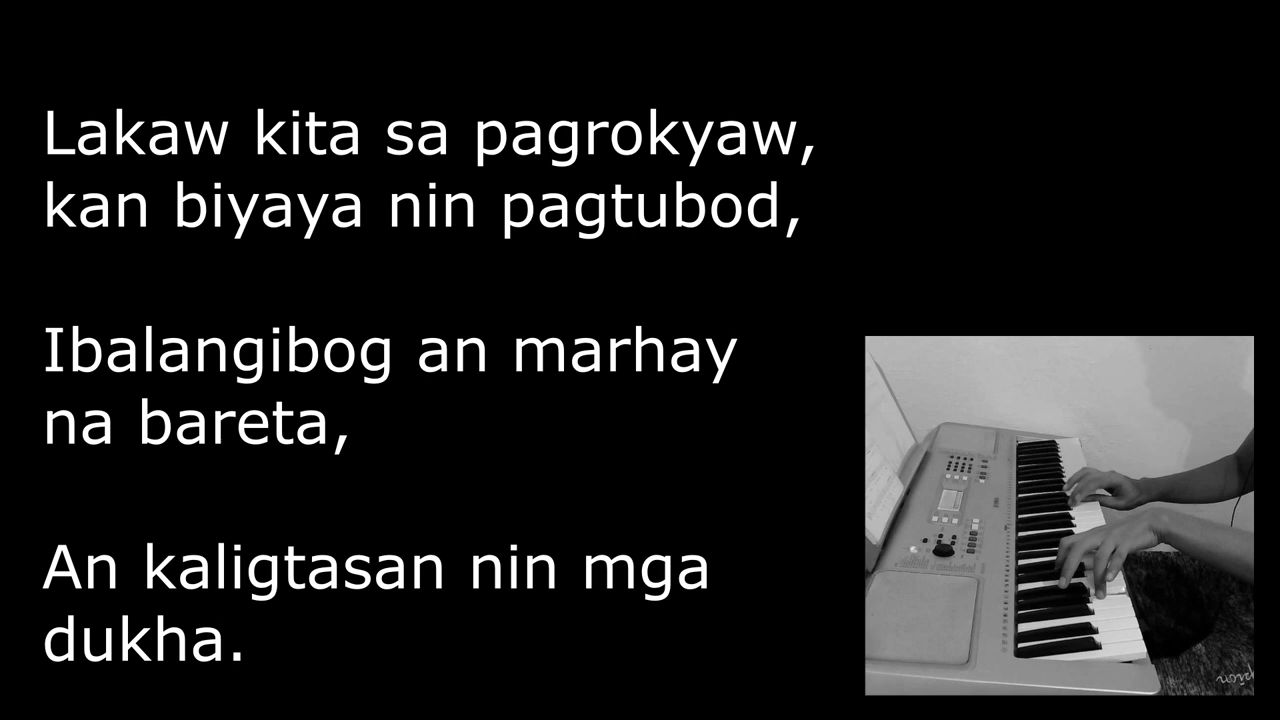 Lakaw kita sa pagrokyaw,
kan biyaya nin pagtubod,
Ibalangibog an marhay
na bareta,
An kaligtasan nin mga
dukha.